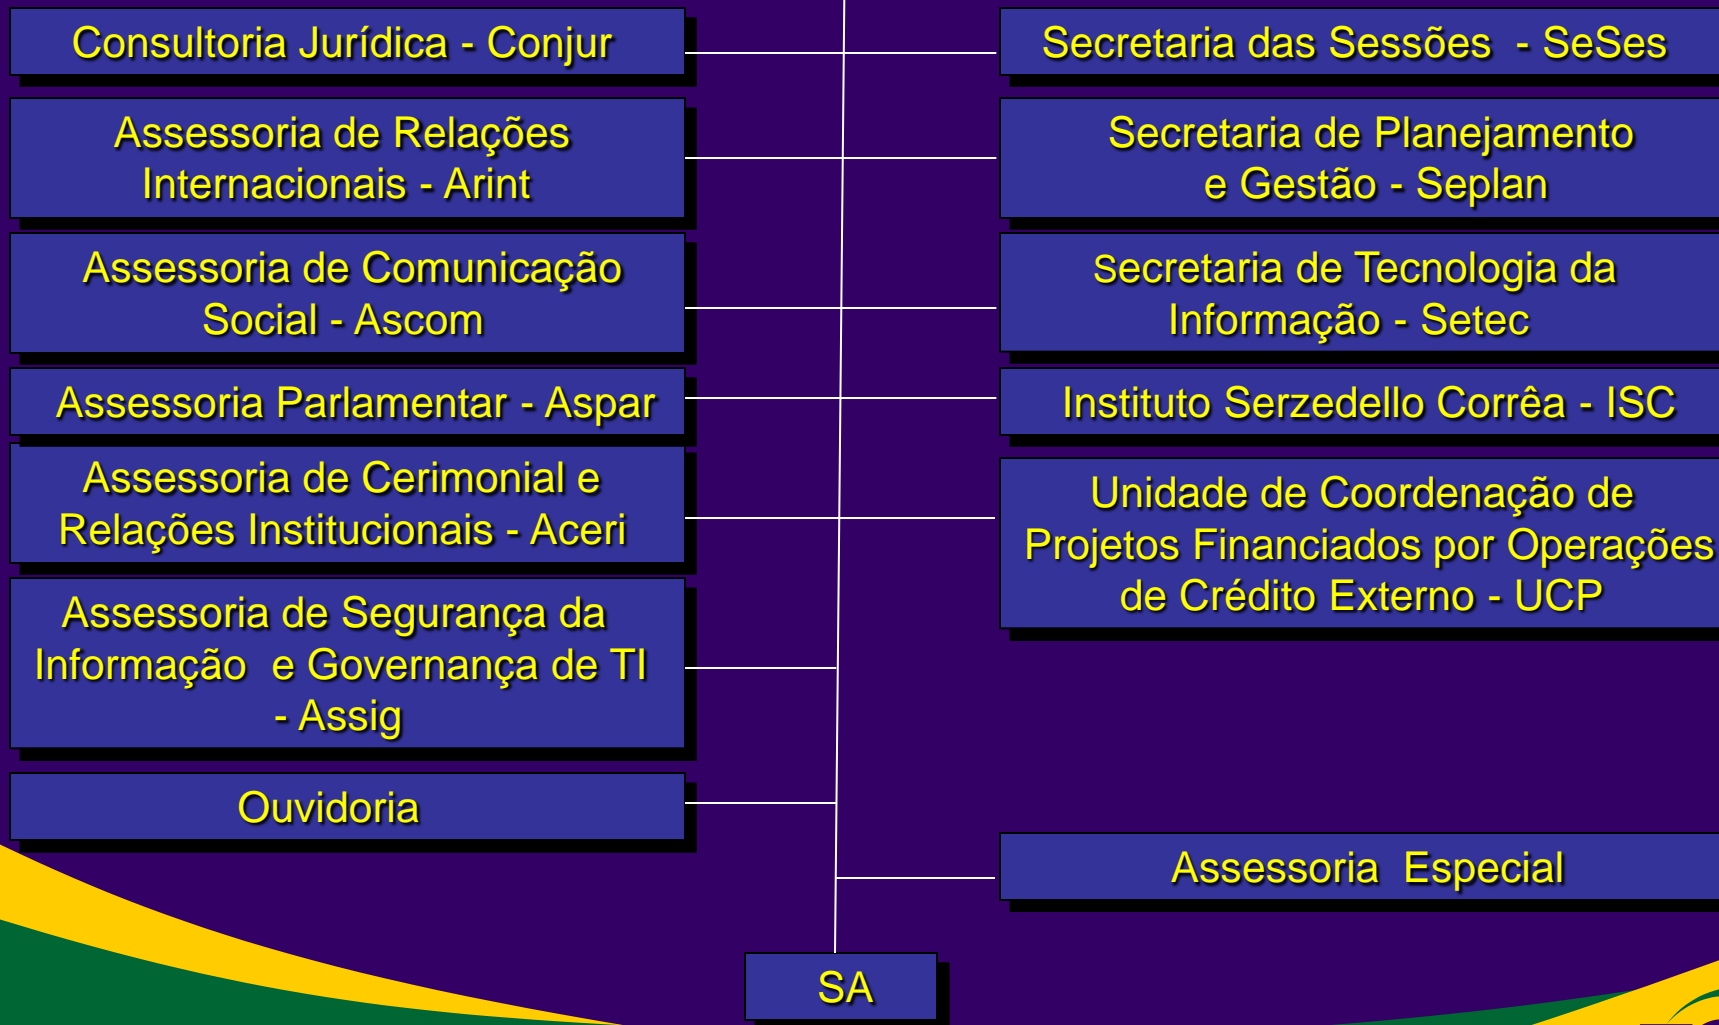 Consultoria Jurídica - Conjur
Assessoria de Relações
Internacionais - Arint
Assessoria de Comunicação
Social - Ascom
Assessoria Parlamentar - Aspar
Assessoria de Cerimonial e
Relações Institucionais - Aceri
Assessoria de Segurança da
Informação e Governança de TI
- Assig
Ouvidoria
Secretaria das Sessões - SeSes
Secretaria de Planejamento
e Gestão - Seplan
Secretaria de Tecnologia da
Informação - Setec
Instituto Serzedello Corrêa - ISC
Unidade de Coordenação de
Projetos Financiados por Operações
de Crédito Externo - UCP
Assessoria Especial
SA